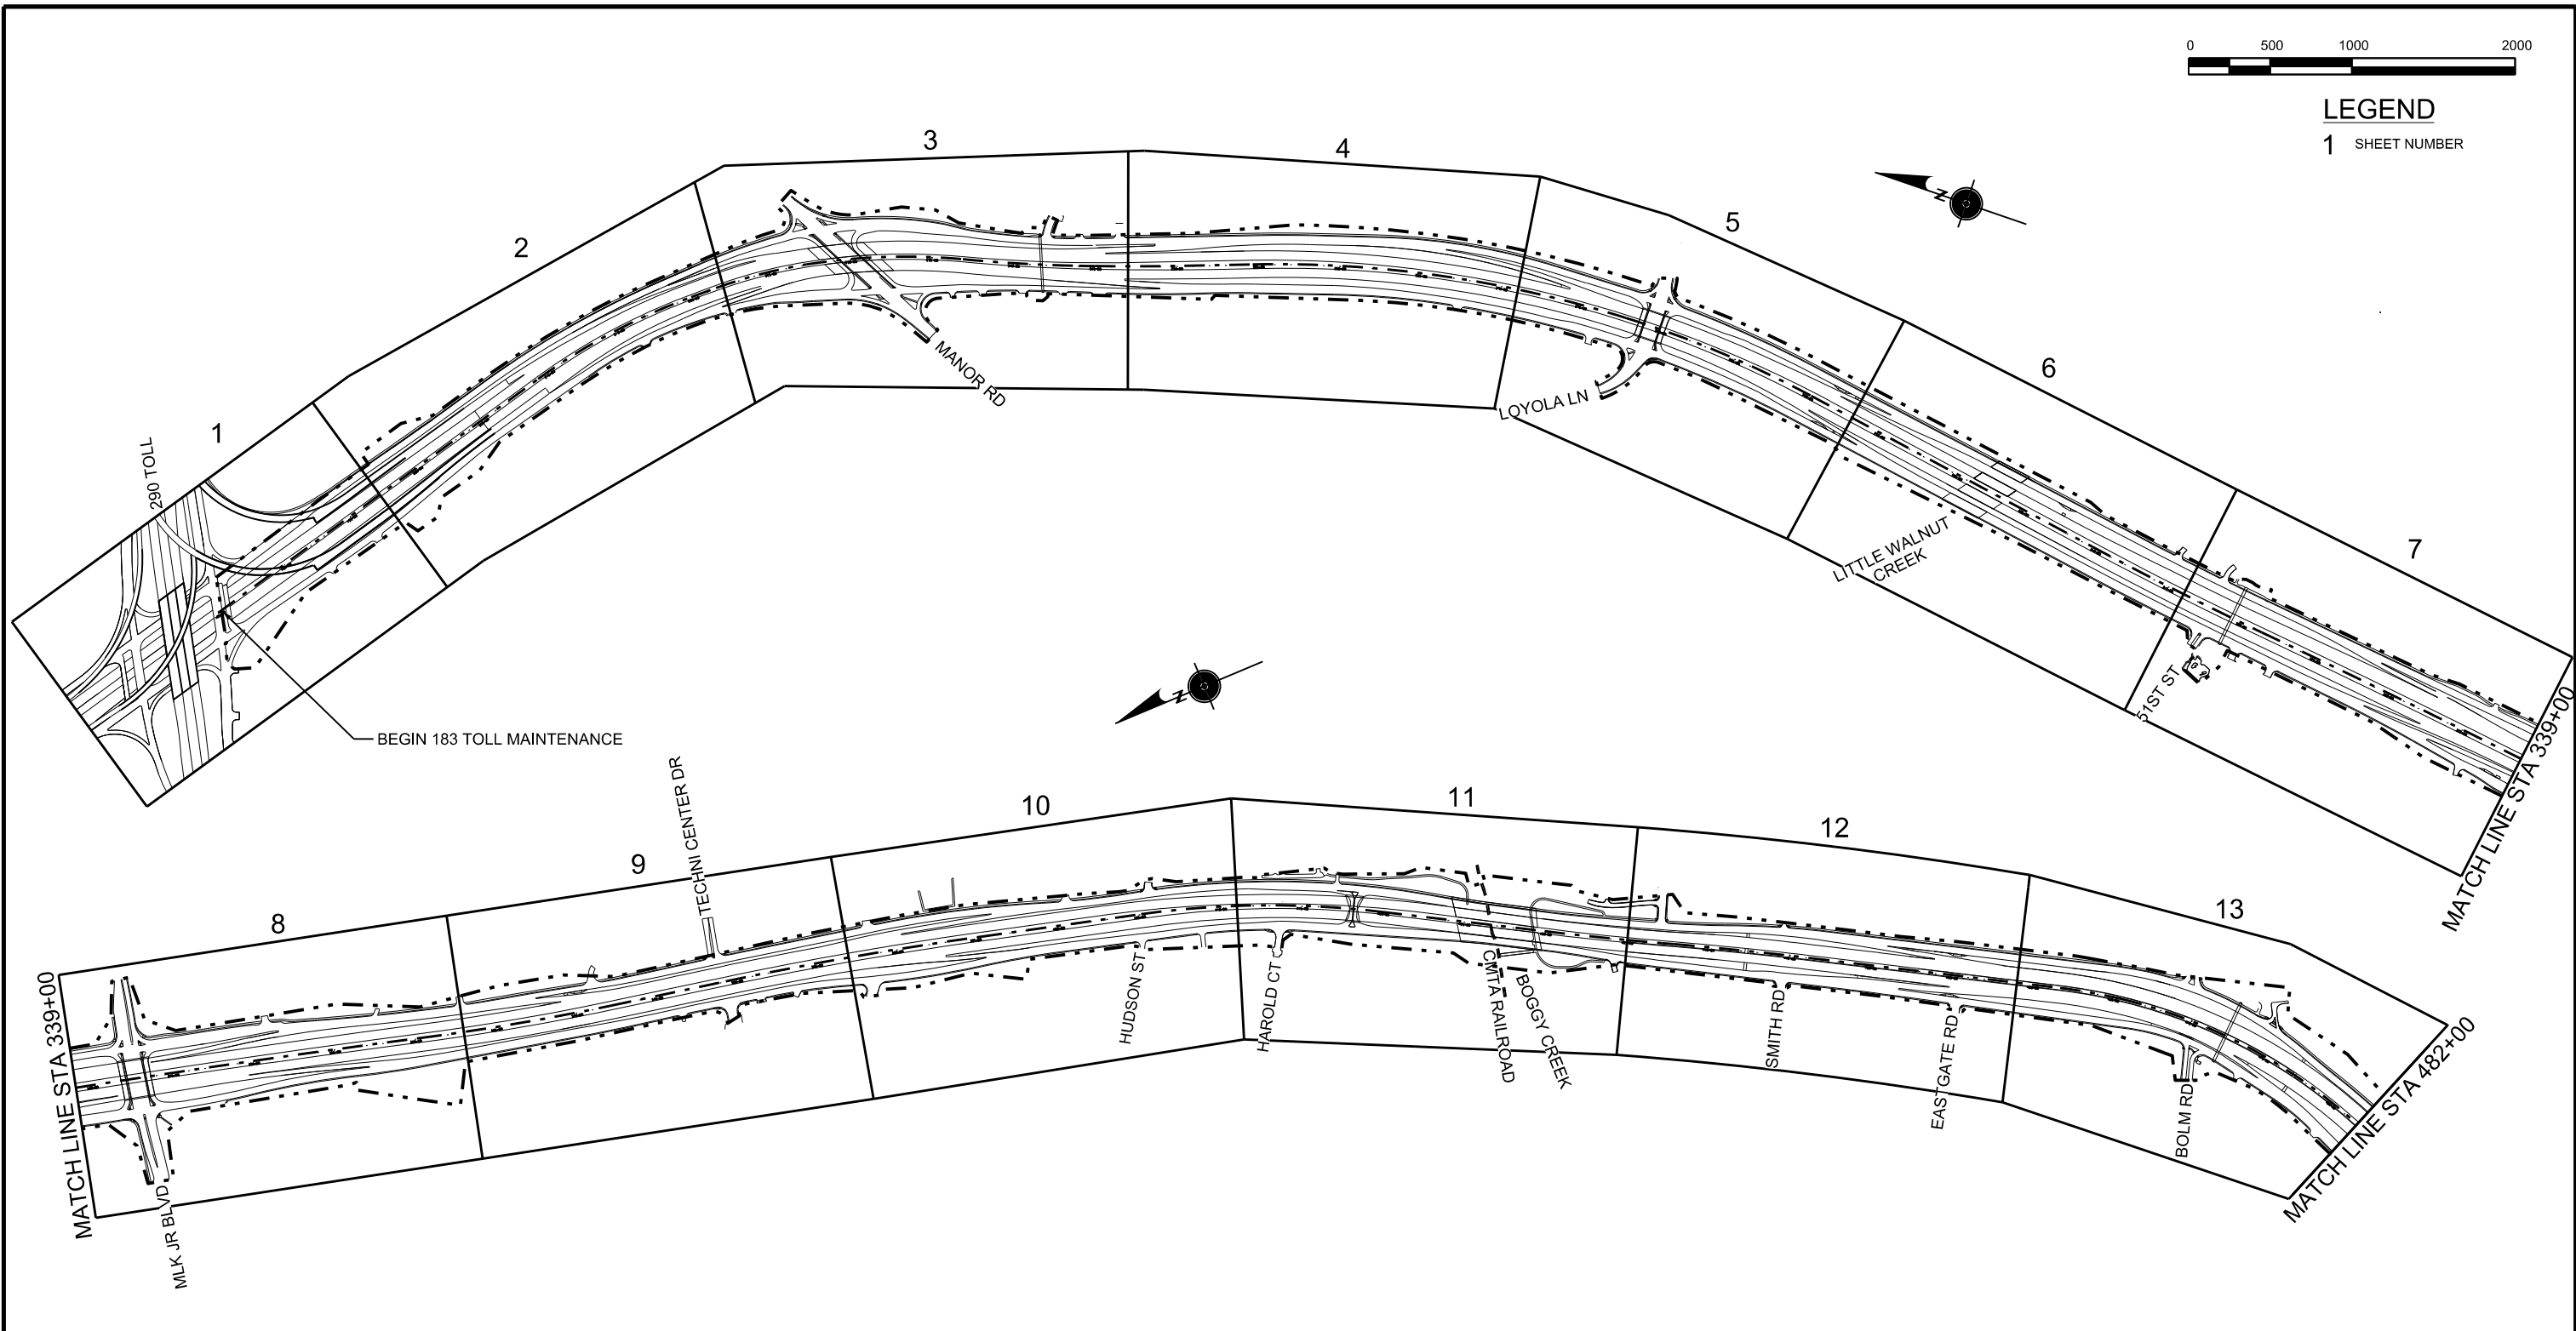 0 500 1000 2000
LEGEND
1 SHEET NUMBER
N
1
2
3
4
5
6
7
290 TOLL
MANOR RD
LOYOLA LN
LITTLE WALNUT
CREEK
51ST ST
MATCH LINE STA 339+00
BEGIN 183 TOLL MAINTENANCE
N
8
9
10
11
12
13
MATCH LINE STA 339+00
MLK JR BLVD
TECHNI CENTER DR
HUDSON ST
HAROLD CT
CMTA RAILROAD
BOGGY CREEK
SMITH RD
EASTGATE RD
BOLM RD
MATCH LINE STA 482+00